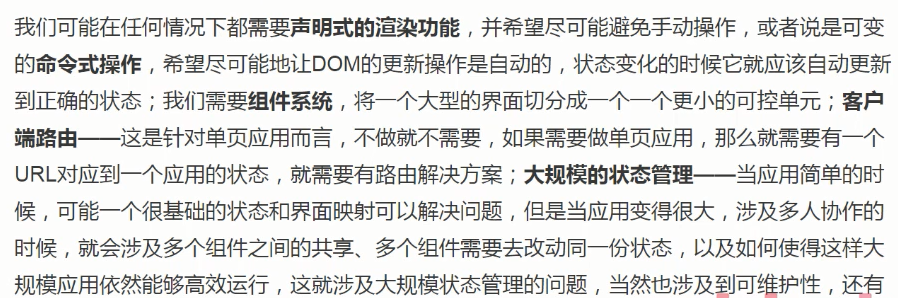 我们可能在任何情况下都需要声明式的渲染功能，并希望尽可能避免手动操作，或者说是可变
的命令式操作，希望尽可能地让DOM的更新操作是自动的，状态变化的时候它就应该自动更新
到正确的状态；我们需要组件系统，将一个大型的界面切分成一个一个更小的可控单元；客户
端路由——这是针对单页应用而言，不做就不需要，如果需要做单页应用，那么就需要有一个
URL对应到一个应用的状态，就需要有路由解决方案；大规模的状态管理——当应用简单的时
候，可能一个很基础的状态和界面映射可以解决问题，但是当应用变得很大，涉及多人协作的
时候，就会涉及多个组件之间的共享、多个组件需要去改动同一份状态，以及如何使得这样大
规模应用依然能够高效运行，这就涉及大规模状态管理的问题，当然也涉及到可维护性，还有